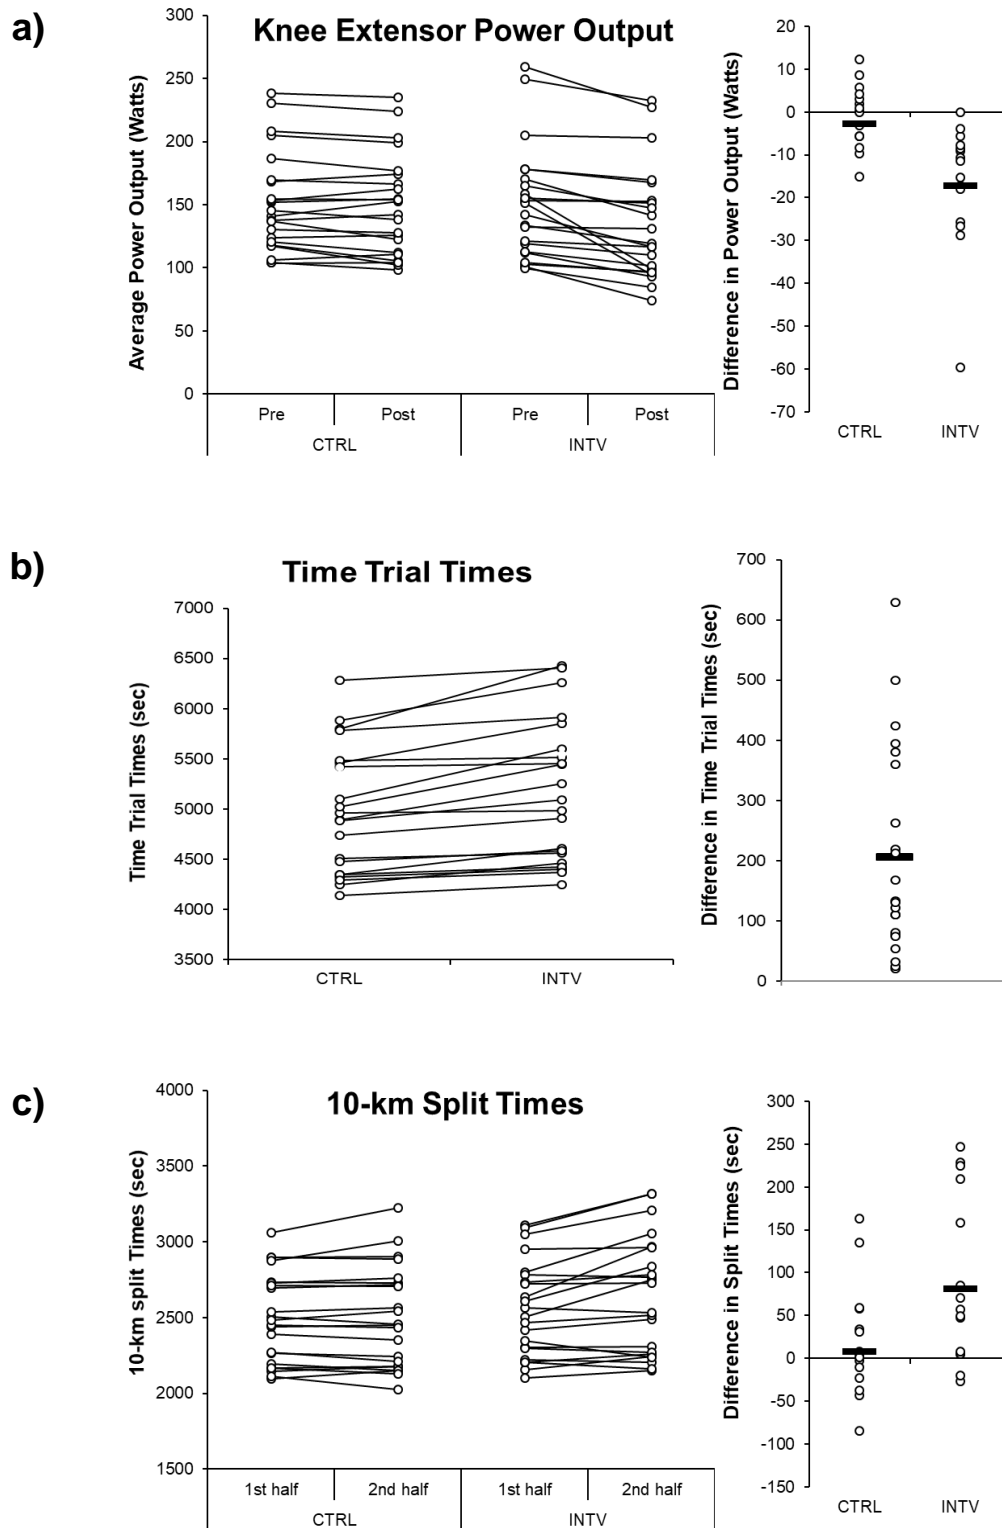 a)
Knee Extensor Power Output
Average Power Output (Watts)
300
250
200
150
100
50
0
Pre
Post
Pre
Post
CTRL
INTV
Difference in Power Output (Watts)
20
10
0
-10
-20
-30
-40
-50
-60
-70
CTRL
INTV
b)
Time Trial Times
Time Trial Times (sec)
7000
6500
6000
5500
5000
4500
4000
3500
CTRL
INTV
Difference in Time Trial Times (sec)
700
600
500
400
300
200
100
0
c)
10-km Split Times
10-km split Times (sec)
4000
3500
3000
2500
2000
1500
1st half
2nd half
1st half
2nd half
CTRL
INTV
Difference in Split Times (sec)
300
250
200
150
100
50
0
-50
-100
-150
CTRL
INTV